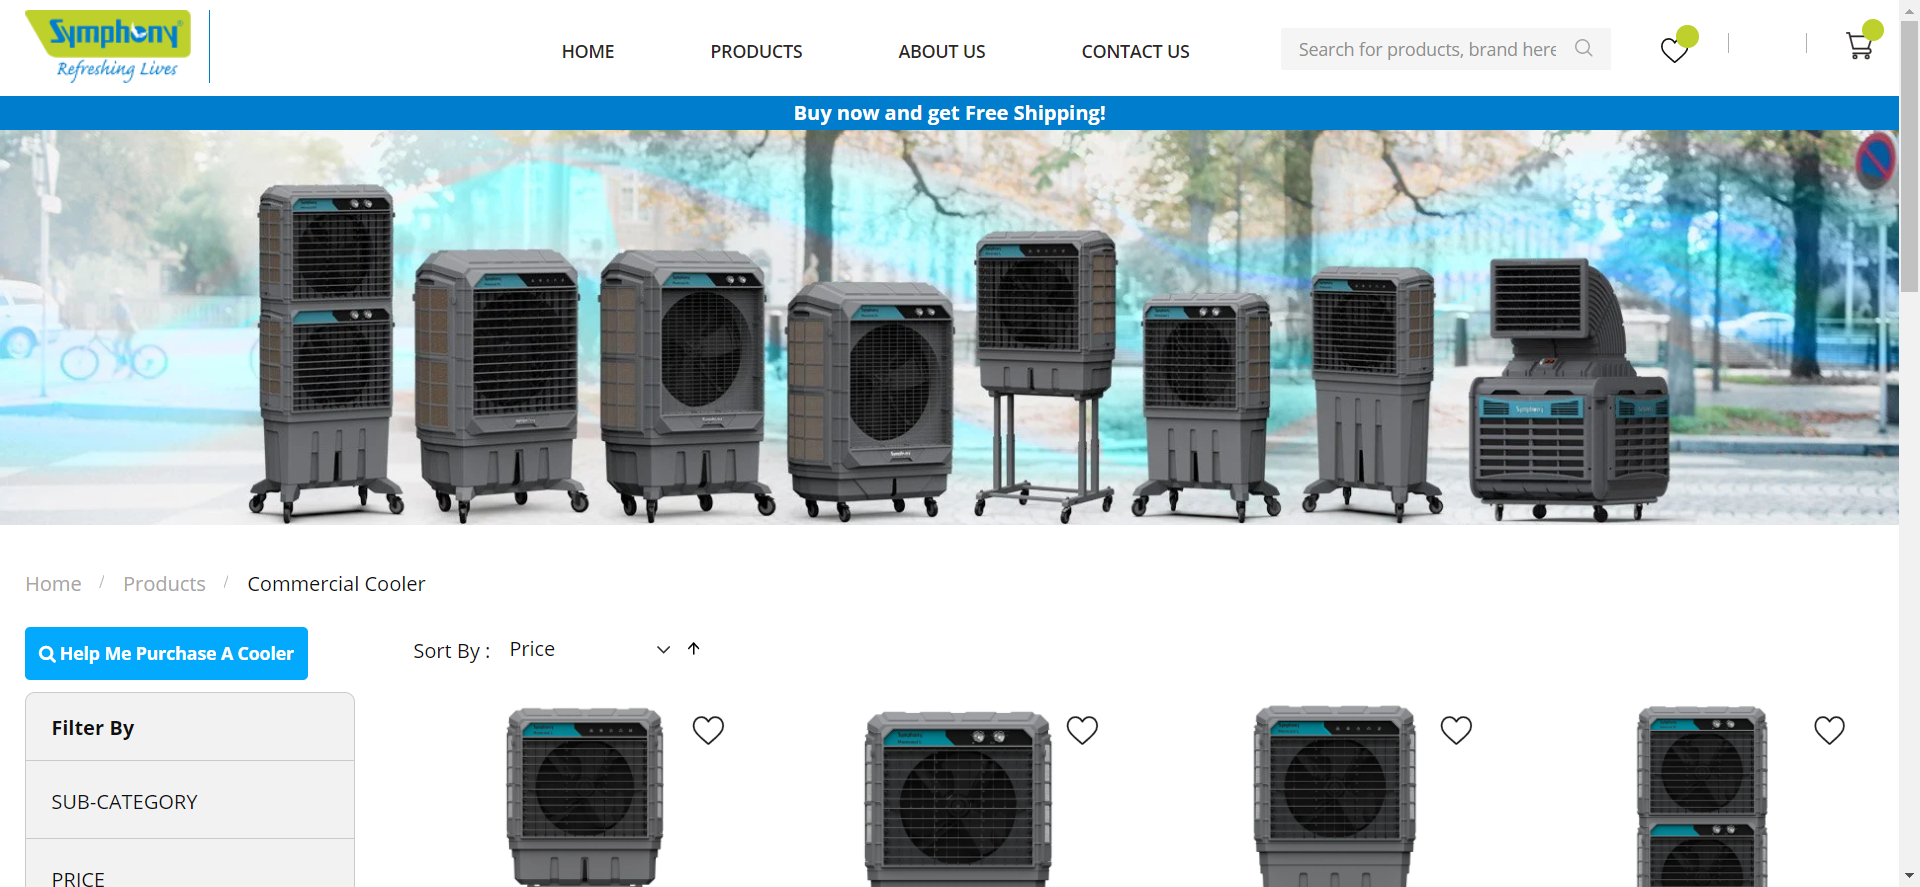 Symphony
Refreshing Lives
HOME
PRODUCTS
ABOUT US
CONTACT US
Search for products, brand here
Buy now and get Free Shipping!
Symphony
Home / Products / Commercial Cooler
Help Me Purchase A Cooler
Sort By : Price
Filter By
SUB-CATEGORY
PRICE